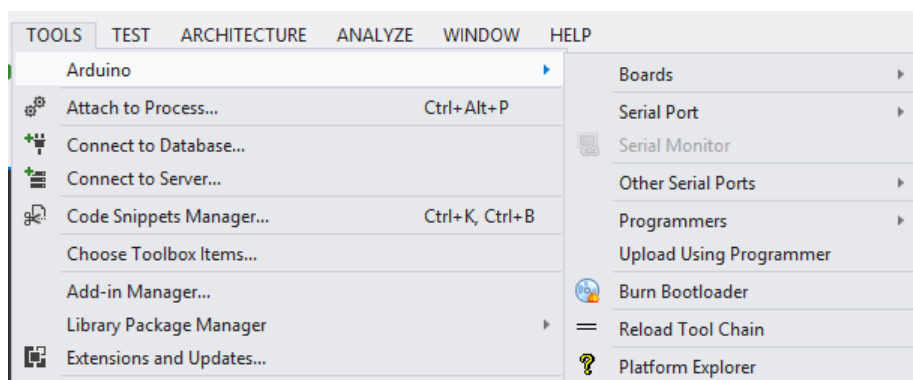 TOOLS TEST ARCHITECTURE ANALYZE WINDOW HELP
Arduino
Attach to Process... Ctrl+Alt+P
Connect to Database...
Connect to Server...
Code Snippets Manager... Ctrl+K, Ctrl+B
Choose Toolbox Items...
Add-in Manager...
Library Package Manager
Extensions and Updates...
Boards
Serial Port
Serial Monitor
Other Serial Ports
Programmers
Upload Using Programmer
Burn Bootloader
Reload Tool Chain
Platform Explorer